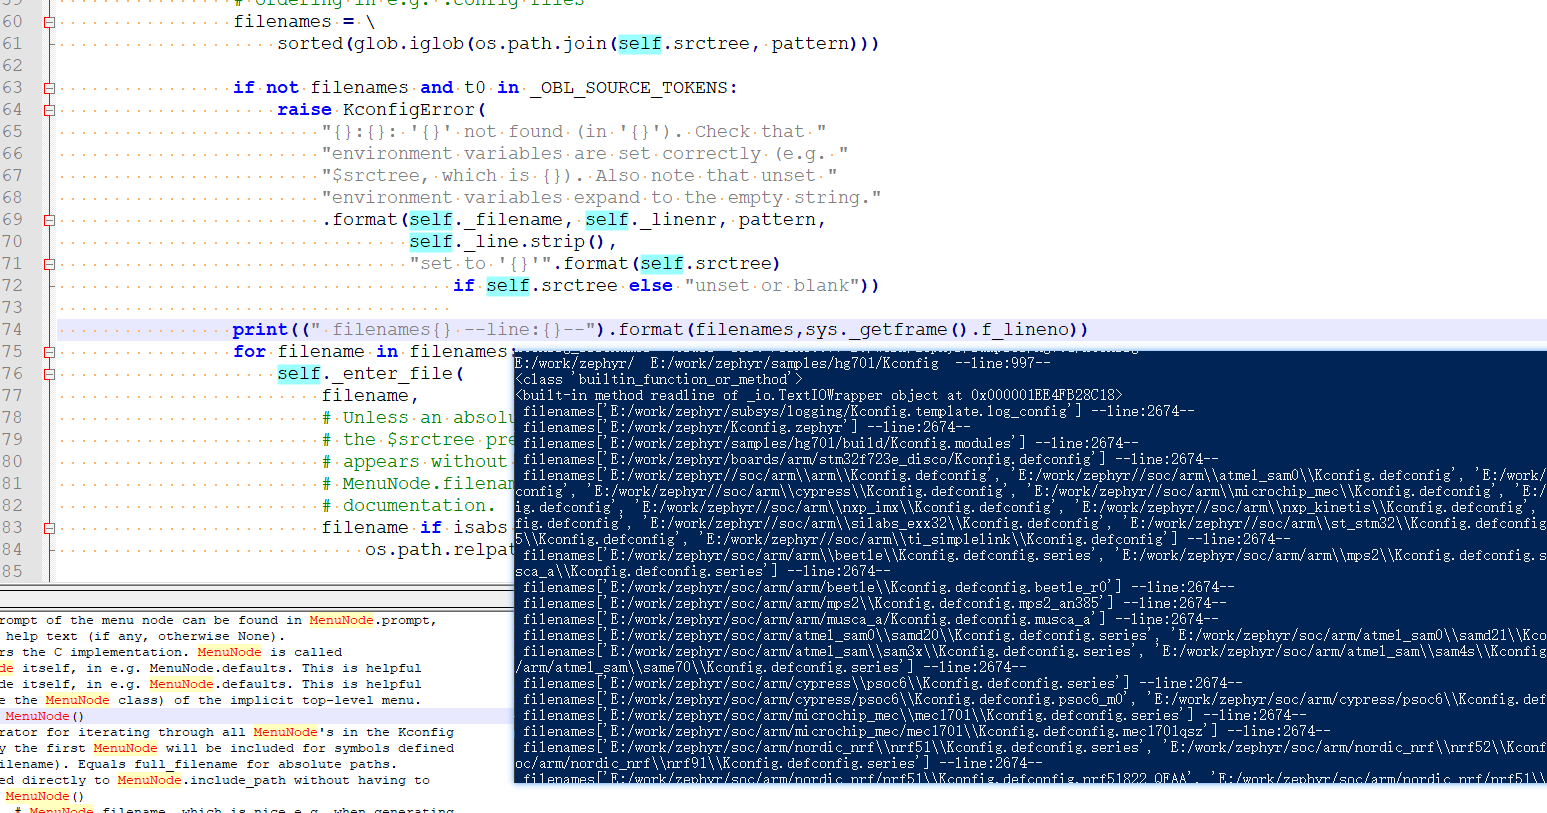 # ordering in e.g. .config files
60 filenames = \
61 sorted(glob.iglob(os.path.join(self.srctree, pattern)))
62
63 if not filenames and t0 in _OBL_SOURCE_TOKENS:
64 raise KconfigError(
65 "{}:{}: '{}' not found (in '{}'). Check that "
66 "environment variables are set correctly (e.g. "
67 "$srctree, which is {}). Also note that unset "
68 "environment variables expand to the empty string."
69 .format(self._filename, self._linenr, pattern,
70 self._line.strip(),
71 "set to '{}'".format(self.srctree)
72 if self.srctree else "unset or blank"))
73
74 print((" filenames{} --line:{}--").format(filenames,sys._getframe().f_lineno))
75 for filename in filenames:
76 self._enter_file(
77 filename,
78 # Unless an absolu
79 # the $srctree pre
80 # appears without
81 # MenuNode.filenam
82 # documentation.
83 filename if isabs
84 os.path.relpat
85
E:/work/zephyr/ E:/work/zephyr/samples/hg701/Kconfig --line:997--
<class 'builtin_function_or_method'>
<built-in method readline of _io.TextIOWrapper object at 0x000001EE4FB28C18>
filenames['E:/work/zephyr/subsys/logging/Kconfig.template.log_config'] --line:2674--
filenames['E:/work/zephyr/Kconfig.zephyr'] --line:2674--
filenames['E:/work/zephyr/samples/hg701/build/Kconfig.modules'] --line:2674--
filenames['E:/work/zephyr/boards/arm/stm32f723e_disco/Kconfig.defconfig'] --line:2674--
filenames['E:/work/zephyr//soc/arm\\arm\\Kconfig.defconfig', 'E:/work/zephyr//soc/arm\\atmel_sam0\\Kconfig.defconfig', 'E:/work/
config', 'E:/work/zephyr//soc/arm\\cypress\\Kconfig.defconfig', 'E:/work/zephyr//soc/arm\\microchip_mec\\Kconfig.defconfig', 'E:/
ig.defconfig', 'E:/work/zephyr//soc/arm\\nxp_imx\\Kconfig.defconfig', 'E:/work/zephyr//soc/arm\\nxp_kinetis\\Kconfig.defconfig',
fig.defconfig', 'E:/work/zephyr//soc/arm\\silabs_exx32\\Kconfig.defconfig', 'E:/work/zephyr//soc/arm\\st_stm32\\Kconfig.defconfig
5\\Kconfig.defconfig', 'E:/work/zephyr//soc/arm\\ti_simplelink\\Kconfig.defconfig'] --line:2674--
filenames['E:/work/zephyr/soc/arm/arm\\beetle\\Kconfig.defconfig.series', 'E:/work/zephyr/soc/arm/arm\\mps2\\Kconfig.defconfig.s
sca_a\\Kconfig.defconfig.series'] --line:2674--
filenames['E:/work/zephyr/soc/arm/arm/beetle\\Kconfig.defconfig.beetle_r0'] --line:2674--
filenames['E:/work/zephyr/soc/arm/arm/mps2\\Kconfig.defconfig.mps2_an385'] --line:2674--
filenames['E:/work/zephyr/soc/arm/arm/musca_a\\Kconfig.defconfig.musca_a'] --line:2674--
filenames['E:/work/zephyr/soc/arm/atmel_sam0\\samd20\\Kconfig.defconfig.series', 'E:/work/zephyr/soc/arm/atmel_sam0\\samd21\\Kco
filenames['E:/work/zephyr/soc/arm/atmel_sam\\sam3x\\Kconfig.defconfig.series', 'E:/work/zephyr/soc/arm/atmel_sam\\sam4s\\Kconfig
/arm/atmel_sam\\same70\\Kconfig.defconfig.series'] --line:2674--
filenames['E:/work/zephyr/soc/arm/cypress\\psoc6\\Kconfig.defconfig.series'] --line:2674--
filenames['E:/work/zephyr/soc/arm/cypress/psoc6\\Kconfig.defconfig.psoc6_m0', 'E:/work/zephyr/soc/arm/cypress/psoc6\\Kconfig.def
filenames['E:/work/zephyr/soc/arm/microchip_mec\\mec1701\\Kconfig.defconfig.series'] --line:2674--
filenames['E:/work/zephyr/soc/arm/microchip_mec/mec1701\\Kconfig.defconfig.mec1701qsz'] --line:2674--
filenames['E:/work/zephyr/soc/arm/nordic_nrf\\nrf51\\Kconfig.defconfig.series', 'E:/work/zephyr/soc/arm/nordic_nrf\\nrf52\\Kconf
oc/arm/nordic_nrf\\nrf91\\Kconfig.defconfig.series'] --line:2674--
filenames['E:/work/zephyr/soc/arm/nordic_nrf/nrf51\\Kconfig.defconfig.nrf51822_QFAA', 'E:/work/zephyr/soc/arm/nordic_nrf/nrf51\\
rompt of the menu node can be found in MenuNode.prompt,
help text (if any, otherwise None).
rs the C implementation. MenuNode is called
de itself, in e.g. MenuNode.defaults. This is helpful
de itself, in e.g. MenuNode.defaults. This is helpful
e the MenuNode class) of the implicit top-level menu.
MenuNode()
rator for iterating through all MenuNode's in the Kconfig
y the first MenuNode will be included for symbols defined
ilename). Equals full_filename for absolute paths.
ed directly to MenuNode.include_path without having to
MenuNode()
# MenuNode.filename, which is nice e.g. when generating